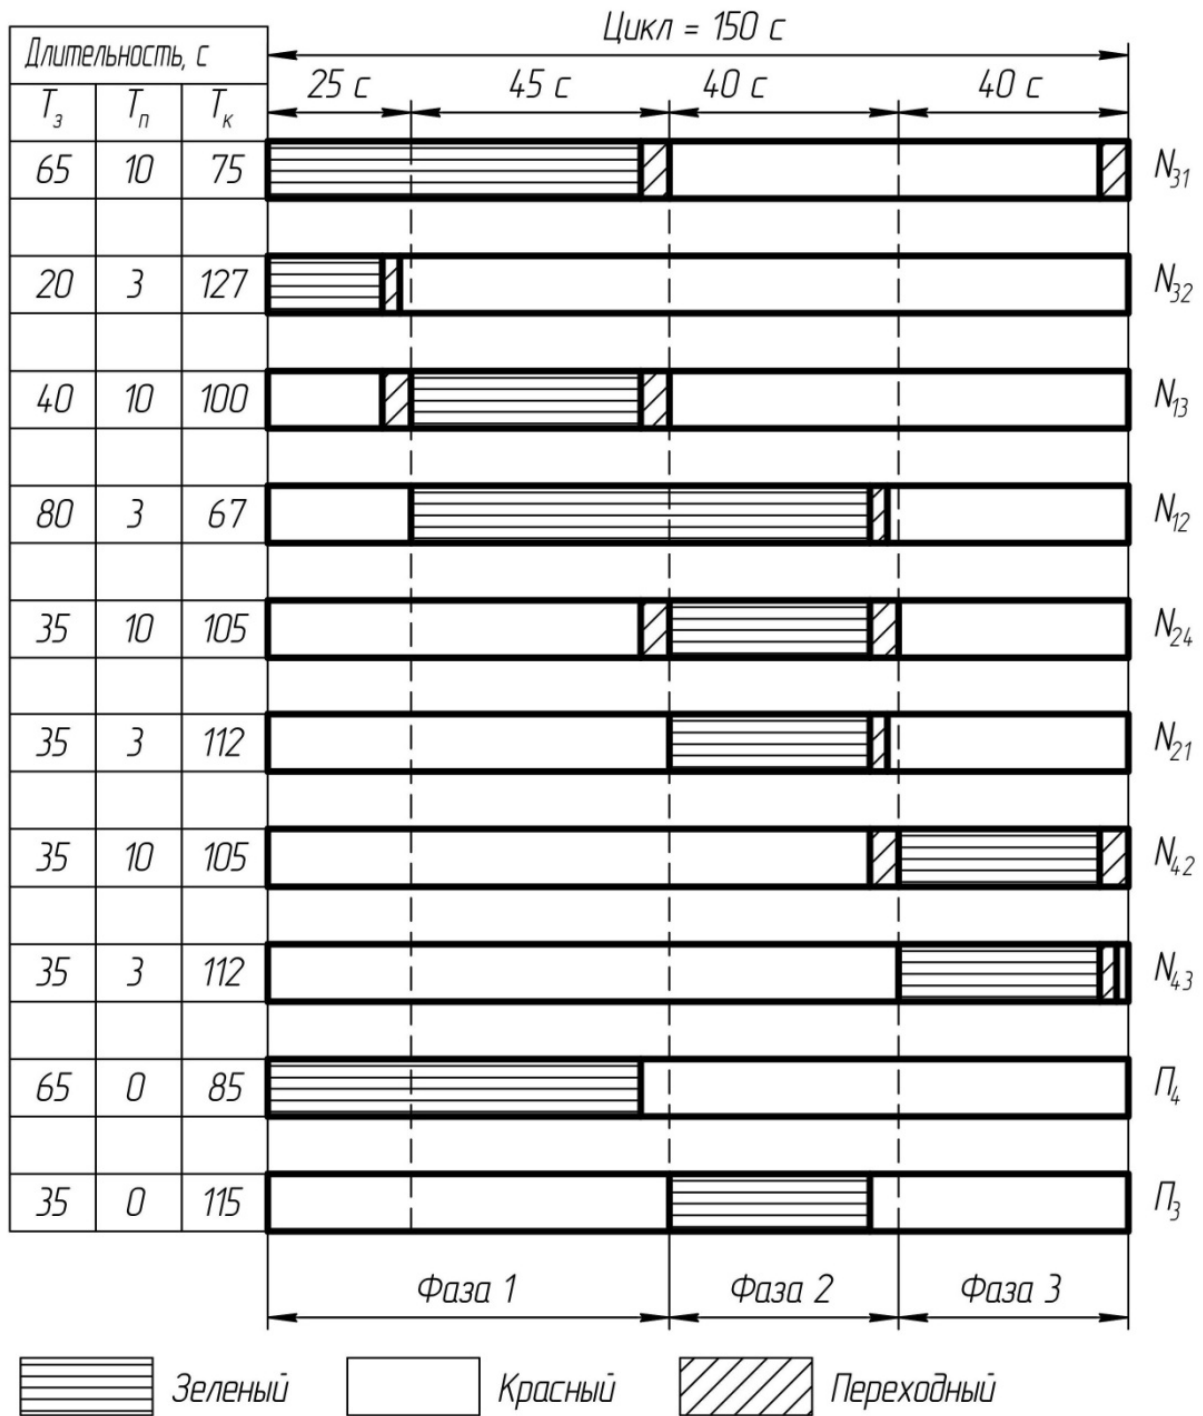 Цикл = 150 с
Длительность, с
25 с 45 с 40 с 40 с
Tз Tп Tк
65 10 75 N31
20 3 127 N32
40 10 100 N13
80 3 67 N12
35 10 105 N24
35 3 112 N21
35 10 105 N42
35 3 112 N43
65 0 85 П4
35 0 115 П3
Фаза 1 Фаза 2 Фаза 3
Зеленый Красный Переходный